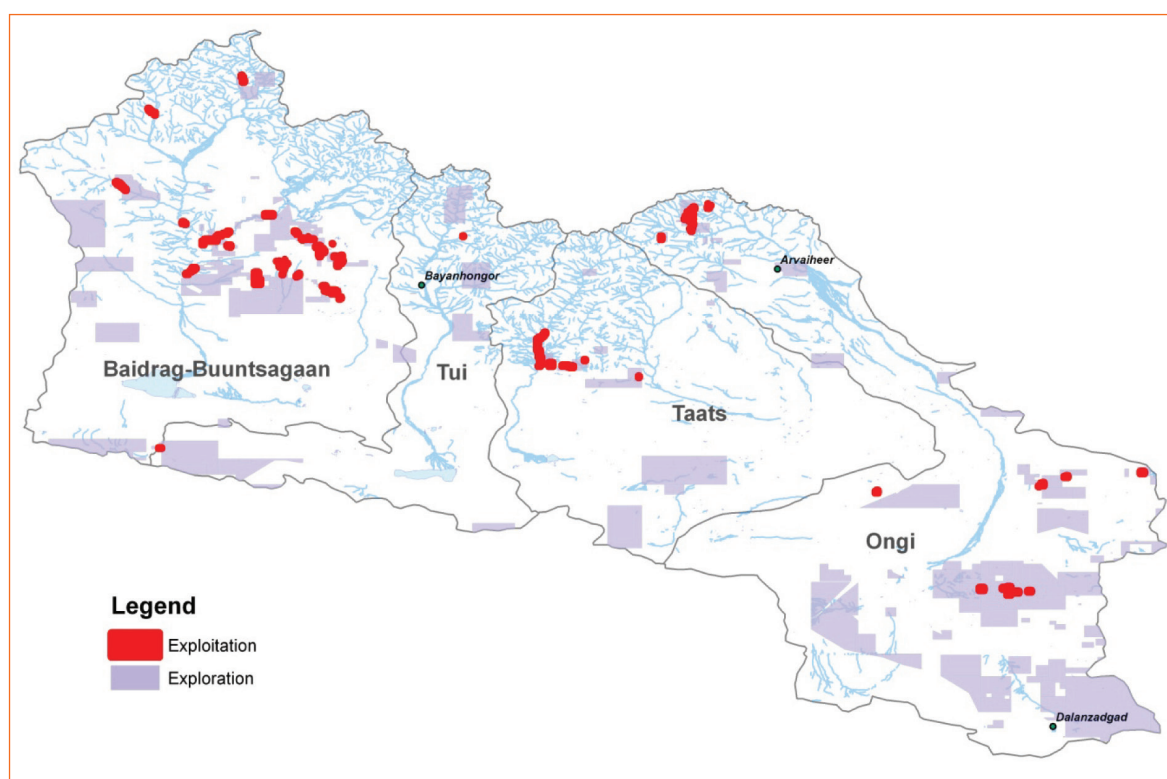 Arvaiheer
Bayanhongor
Baidrag-Buuntsagaan
Tui
Taats
Ongi
Legend
Exploitation
Exploration
Dalanzadgad